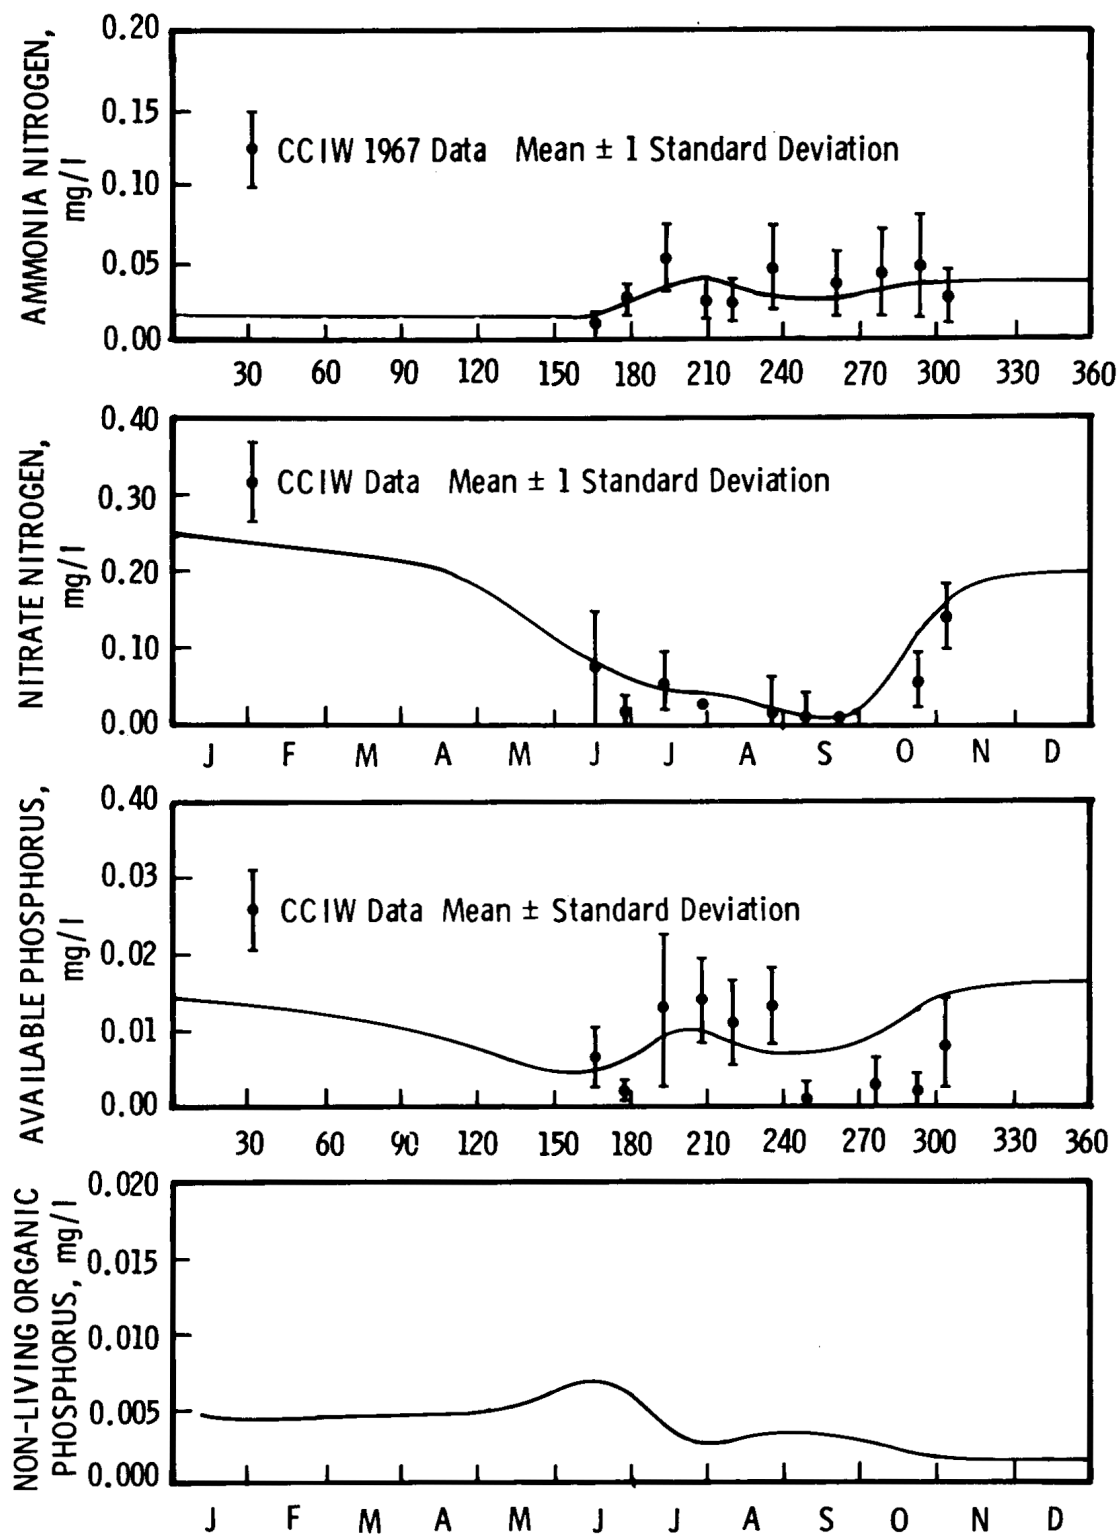 AMMONIA NITROGEN,
mg/l
0.20
0.15
0.10
0.05
0.00
CCIW 1967 Data Mean ± 1 Standard Deviation
30 60 90 120 150 180 210 240 270 300 330 360
NITRATE NITROGEN,
mg/l
0.40
0.30
0.20
0.10
0.00
CCIW Data Mean ± 1 Standard Deviation
J F M A M J J A S O N D
AVAILABLE PHOSPHORUS,
mg/l
0.40
0.03
0.02
0.01
0.00
CCIW Data Mean ± Standard Deviation
30 60 90 120 150 180 210 240 270 300 330 360
NON-LIVING ORGANIC
PHOSPHORUS, mg/l
0.020
0.015
0.010
0.005
0.000
J F M A M J J A S O N D